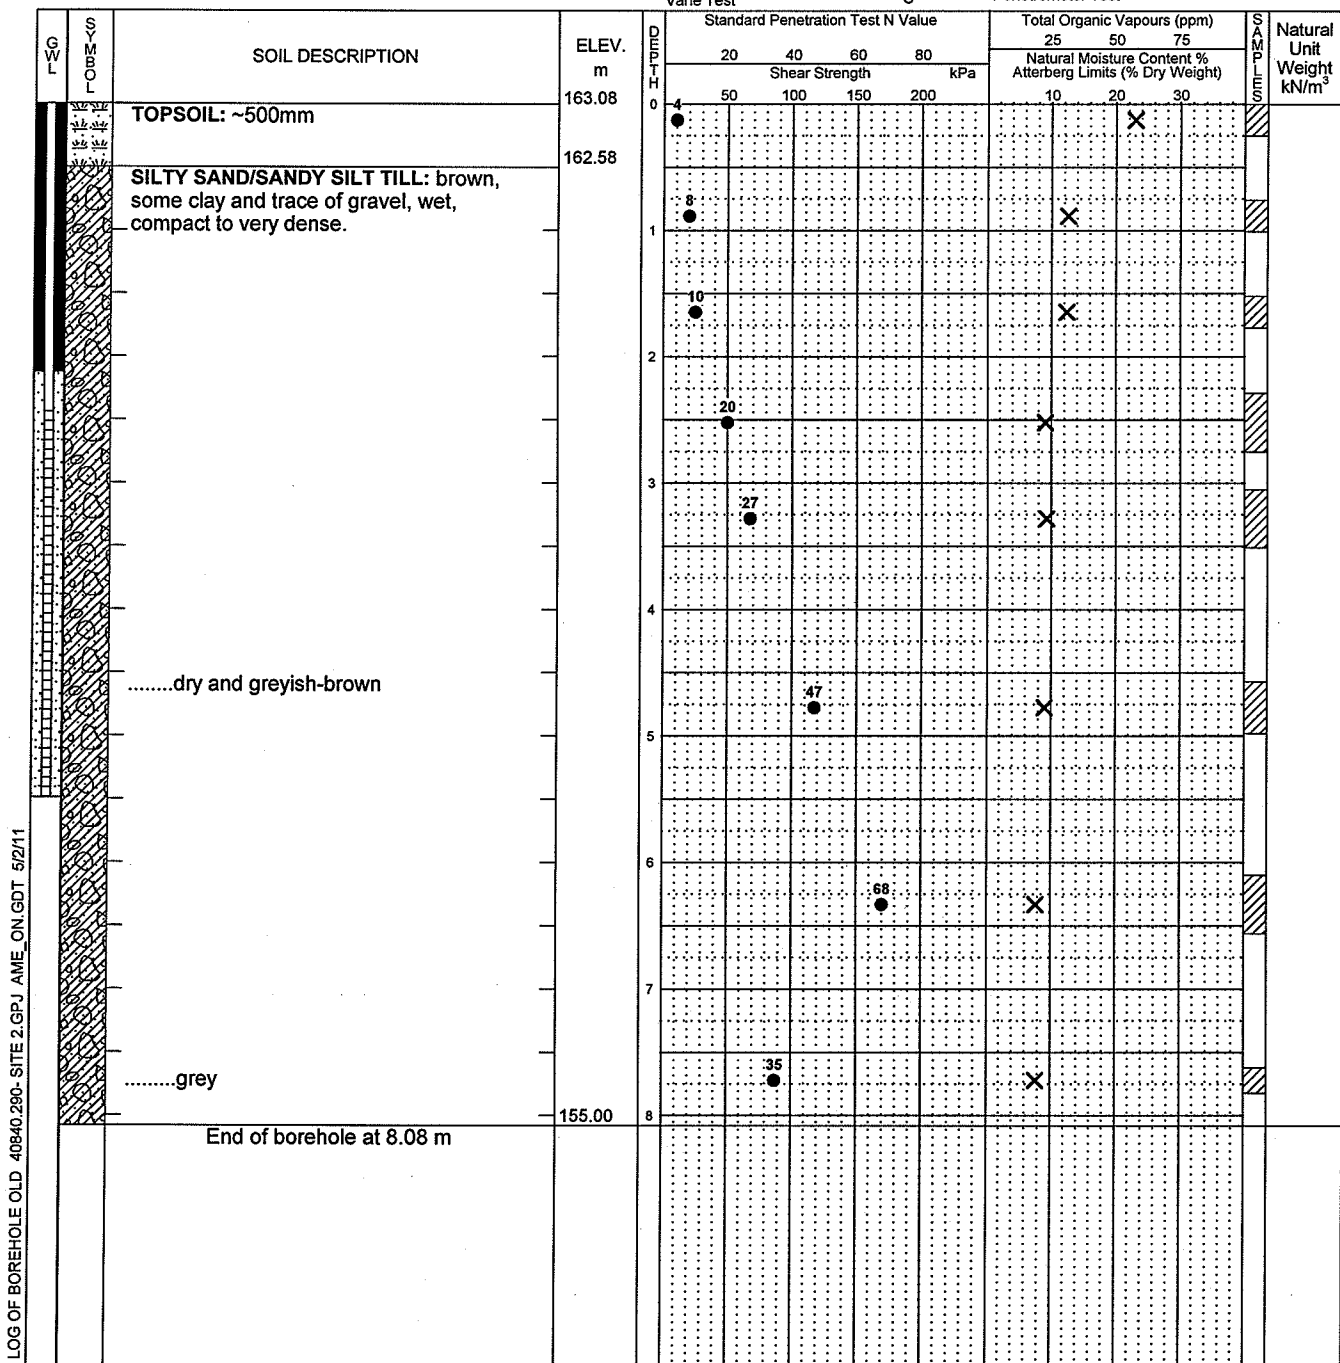 Vane Test
GWL
SYMBOL
SOIL DESCRIPTION
ELEV.
m
DEPTH
Standard Penetration Test N Value
20 40 60 80
Shear Strength kPa
50 100 150 200
Total Organic Vapours (ppm)
25 50 75
Natural Moisture Content %
Atterberg Limits (% Dry Weight)
10 20 30
SAMPLES
Natural
Unit
Weight
kN/m³
163.08
0
4
TOPSOIL: ~500mm
162.58
SILTY SAND/SANDY SILT TILL: brown,
some clay and trace of gravel, wet,
compact to very dense.
8
1
10
2
20
3
27
4
........dry and greyish-brown
47
5
6
68
7
35
.........grey
155.00
8
End of borehole at 8.08 m
LOG OF BOREHOLE OLD 40840.290- SITE 2.GPJ AME_ON.GDT 5/2/11